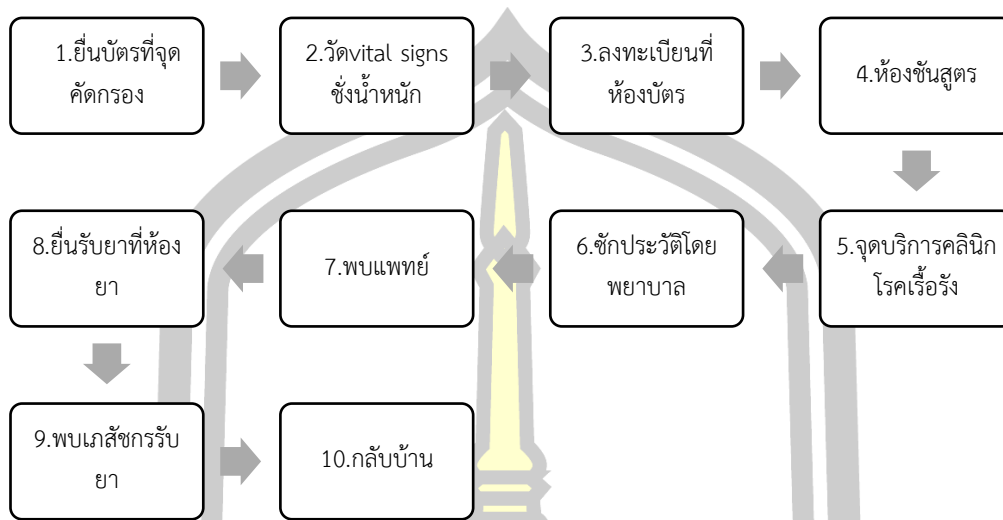 1.ยื่นบัตรที่จุด
คัดกรอง
2.วัดvital signs
ชั่งน้ำหนัก
3.ลงทะเบียนที่
ห้องบัตร
4.ห้องชันสูตร
5.จุดบริการคลินิก
โรคเรื้อรัง
6.ซักประวัติโดย
พยาบาล
7.พบแพทย์
8.ยื่นรับยาที่ห้อง
ยา
9.พบเภสัชกรรับ
ยา
10.กลับบ้าน